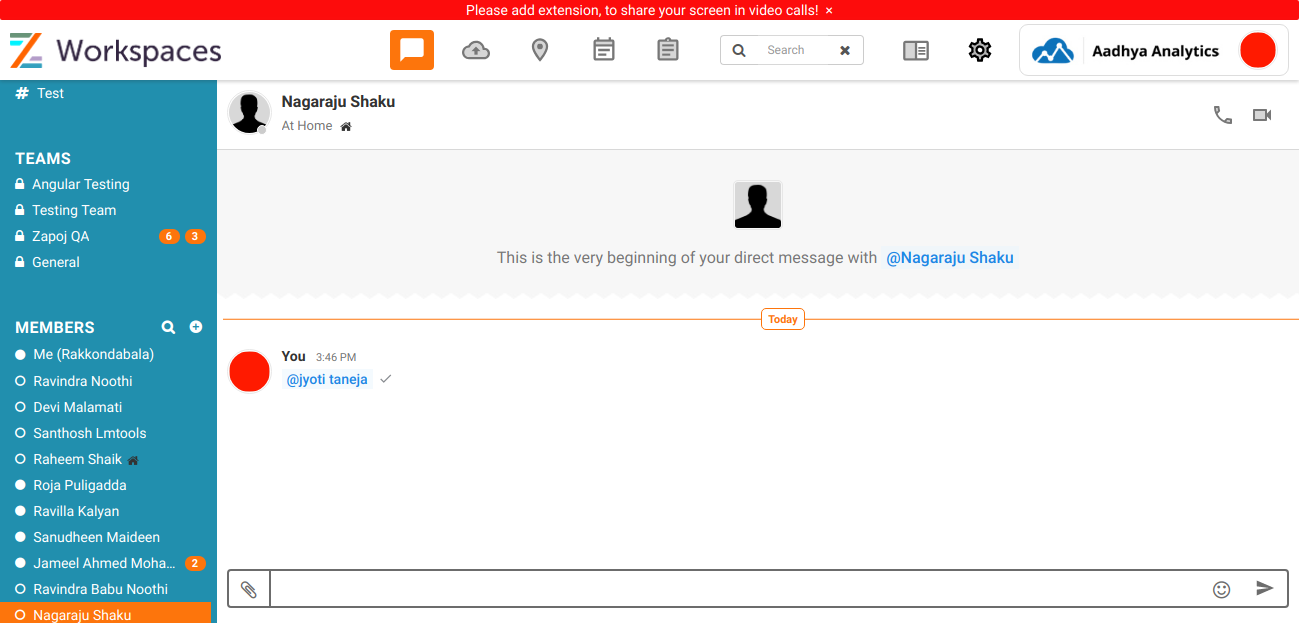 Please add extension, to share your screen in video calls! ×
Workspaces
Search
Aadhya Analytics
# Test
TEAMS
Angular Testing
Testing Team
Zapoj QA 6 3
General
MEMBERS
Me (Rakkondabala)
Ravindra Noothi
Devi Malamati
Santhosh Lmtools
Raheem Shaik
Roja Puligadda
Ravilla Kalyan
Sanudheen Maideen
Jameel Ahmed Moha... 2
Ravindra Babu Noothi
Nagaraju Shaku
Nagaraju Shaku
At Home
This is the very beginning of your direct message with @Nagaraju Shaku
Today
You 3:46 PM
@jyoti taneja